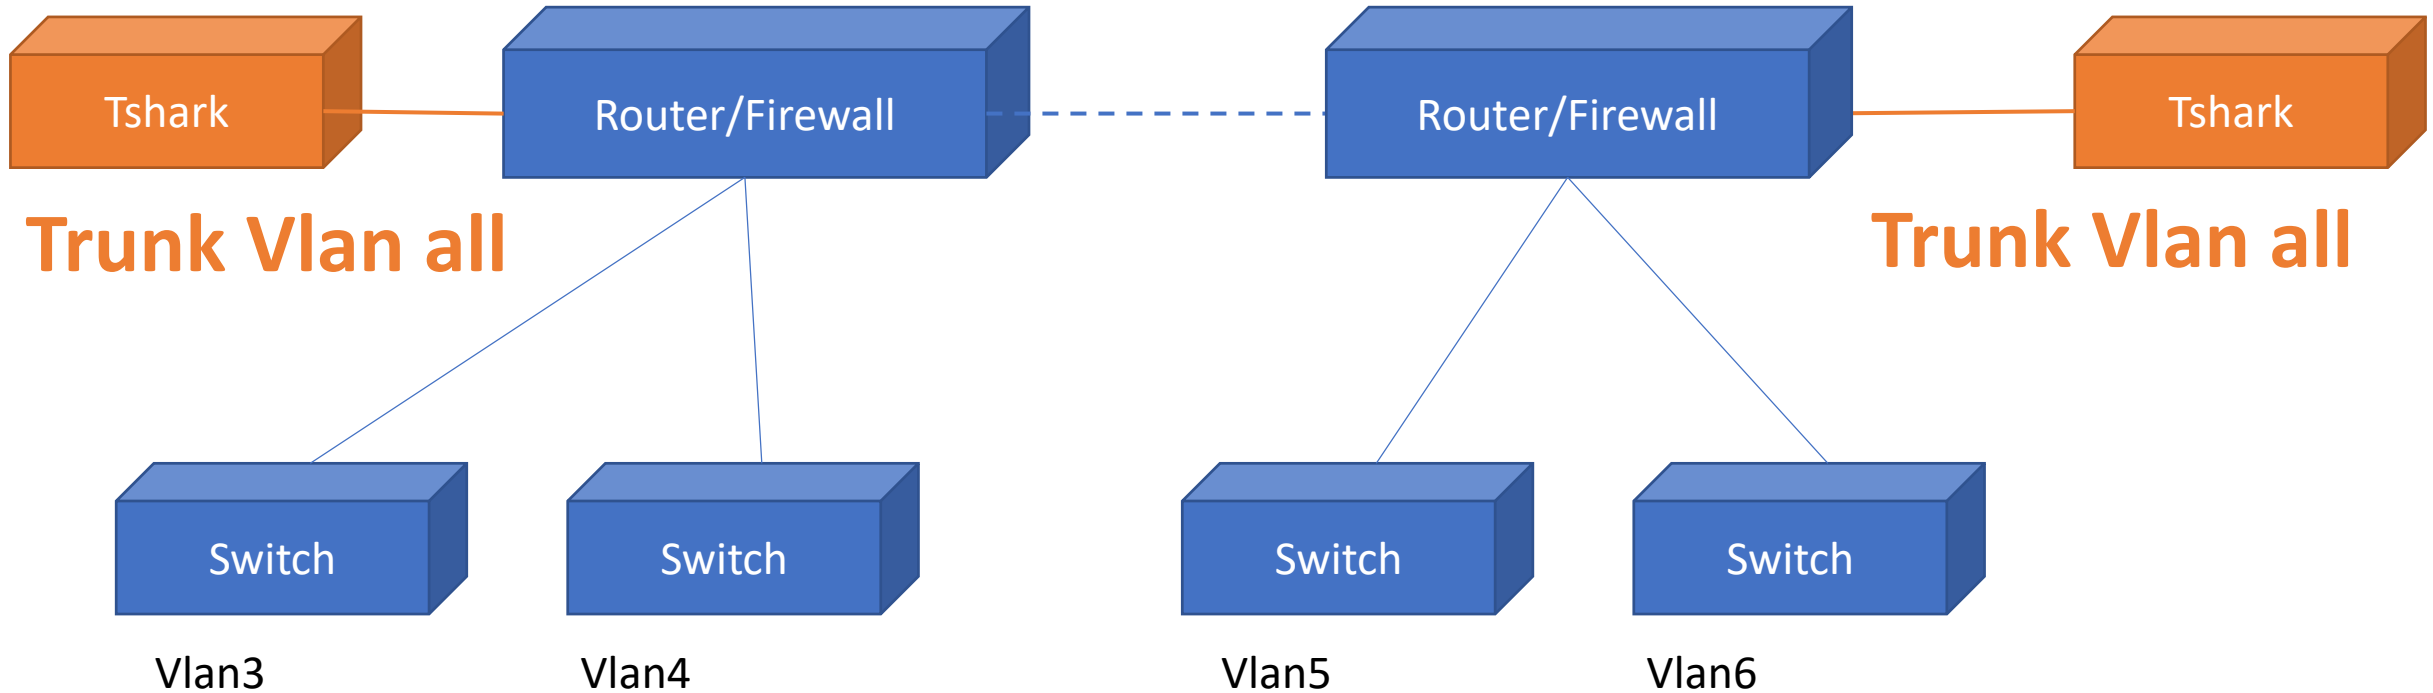 Tshark
Router/Firewall
Router/Firewall
Tshark
Trunk Vlan all
Trunk Vlan all
Switch
Switch
Switch
Switch
Vlan3
Vlan4
Vlan5
Vlan6